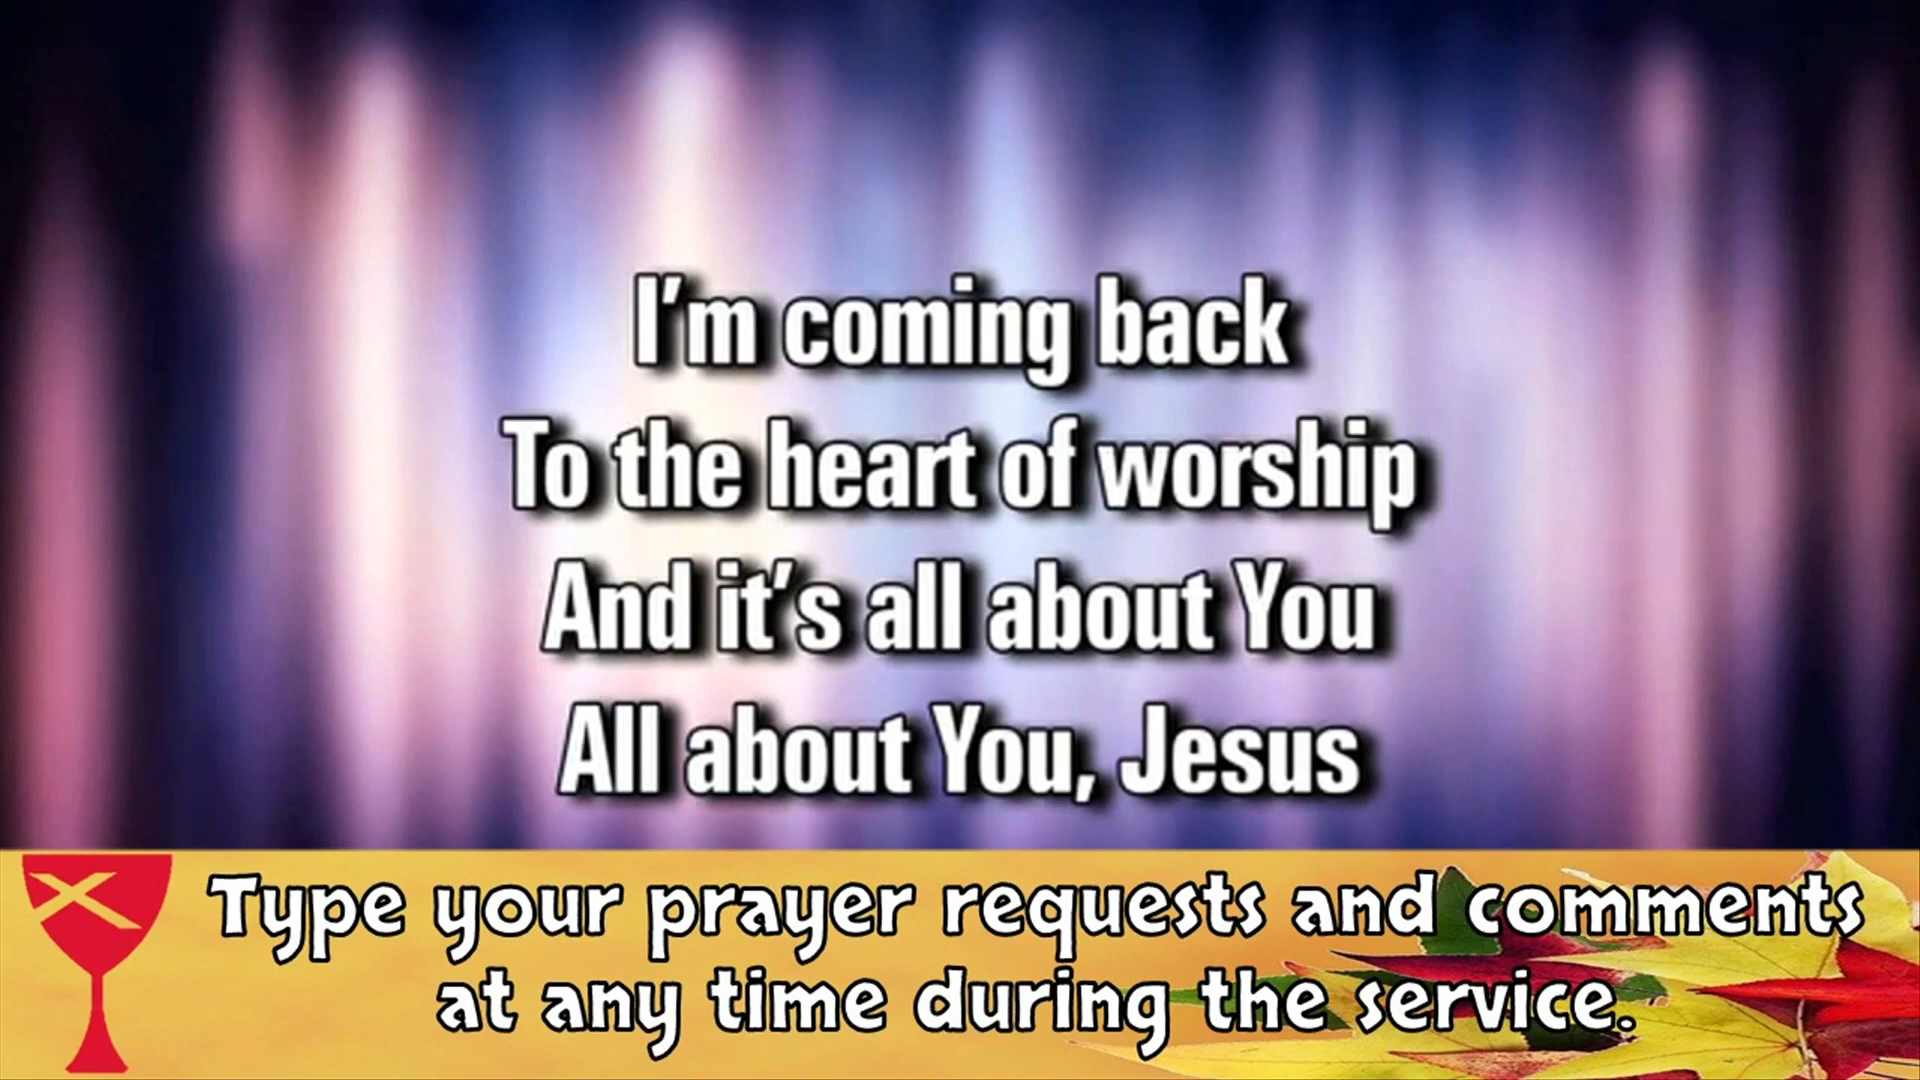 I'm coming back
To the heart of worship
And it's all about You
All about You, Jesus
Type your prayer requests and comments
at any time during the service.